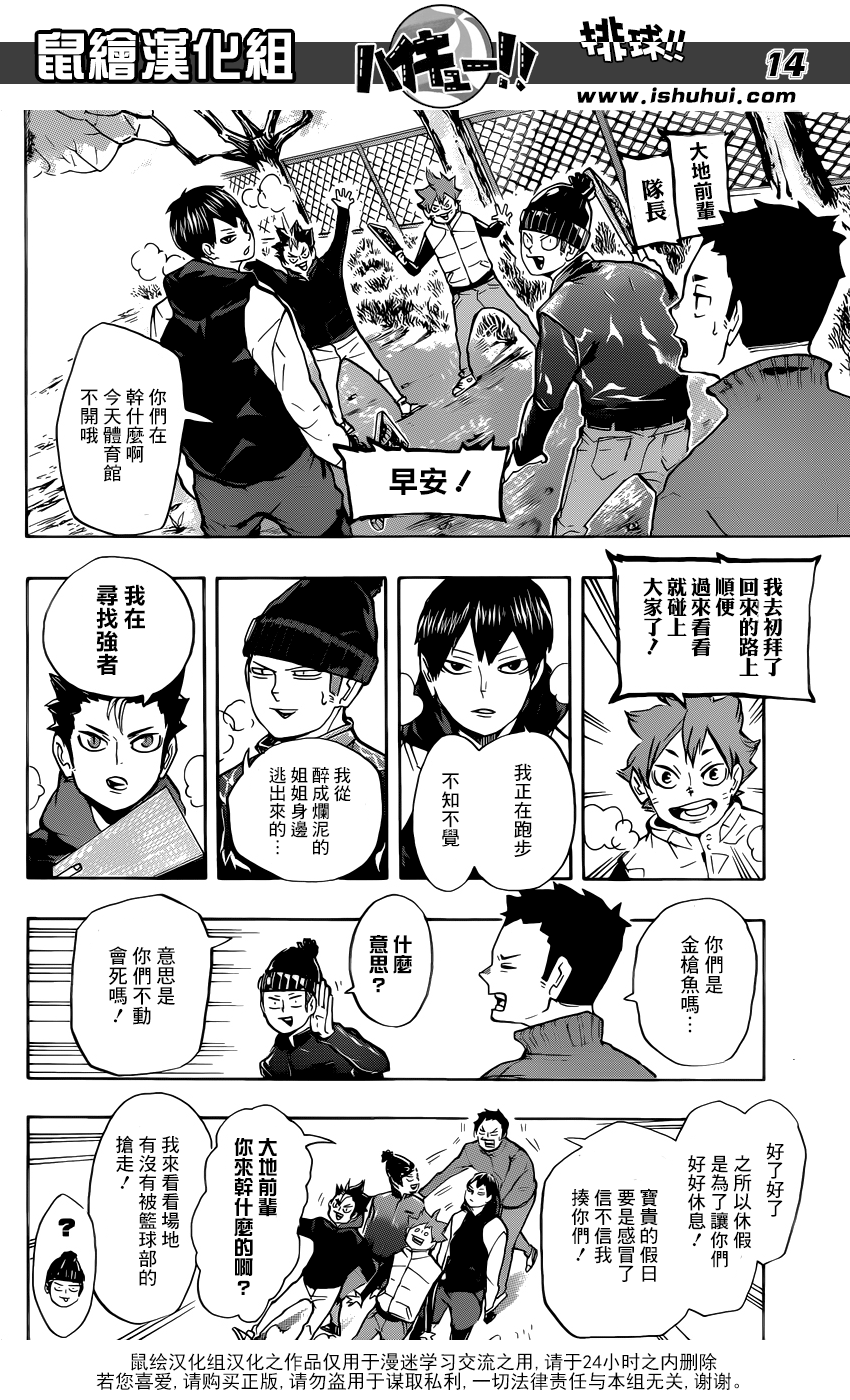 鼠繪漢化組
ハイキュー!!
排球!!
14
www.ishuhui.com
大地前輩
隊長
早安！
你們在
幹什麼啊
今天體育館
不開哦
我去初拜了
回來的路上
順便
過來看看
就碰上
大家了！
我正在跑步
不知不覺
我從
醉成爛泥的
姐姐身邊
逃出來的…
我在
尋找強者
你們是
金槍魚嗎…
什麼
意思？
意思是
你們不動
會死嗎！
好了好了
之所以休假
是為了讓你們
好好休息！
寶貴的假日
要是感冒了
信不信我
揍你們！
大地前輩
你來幹什麼的啊？
我來看看場地
有沒有被籃球部的
搶走！
？
鼠绘汉化组汉化之作品仅用于漫迷学习交流之用, 请于24小时之内删除
若您喜爱, 请购买正版, 请勿盗用于谋取私利, 一切法律责任与本组无关, 谢谢。